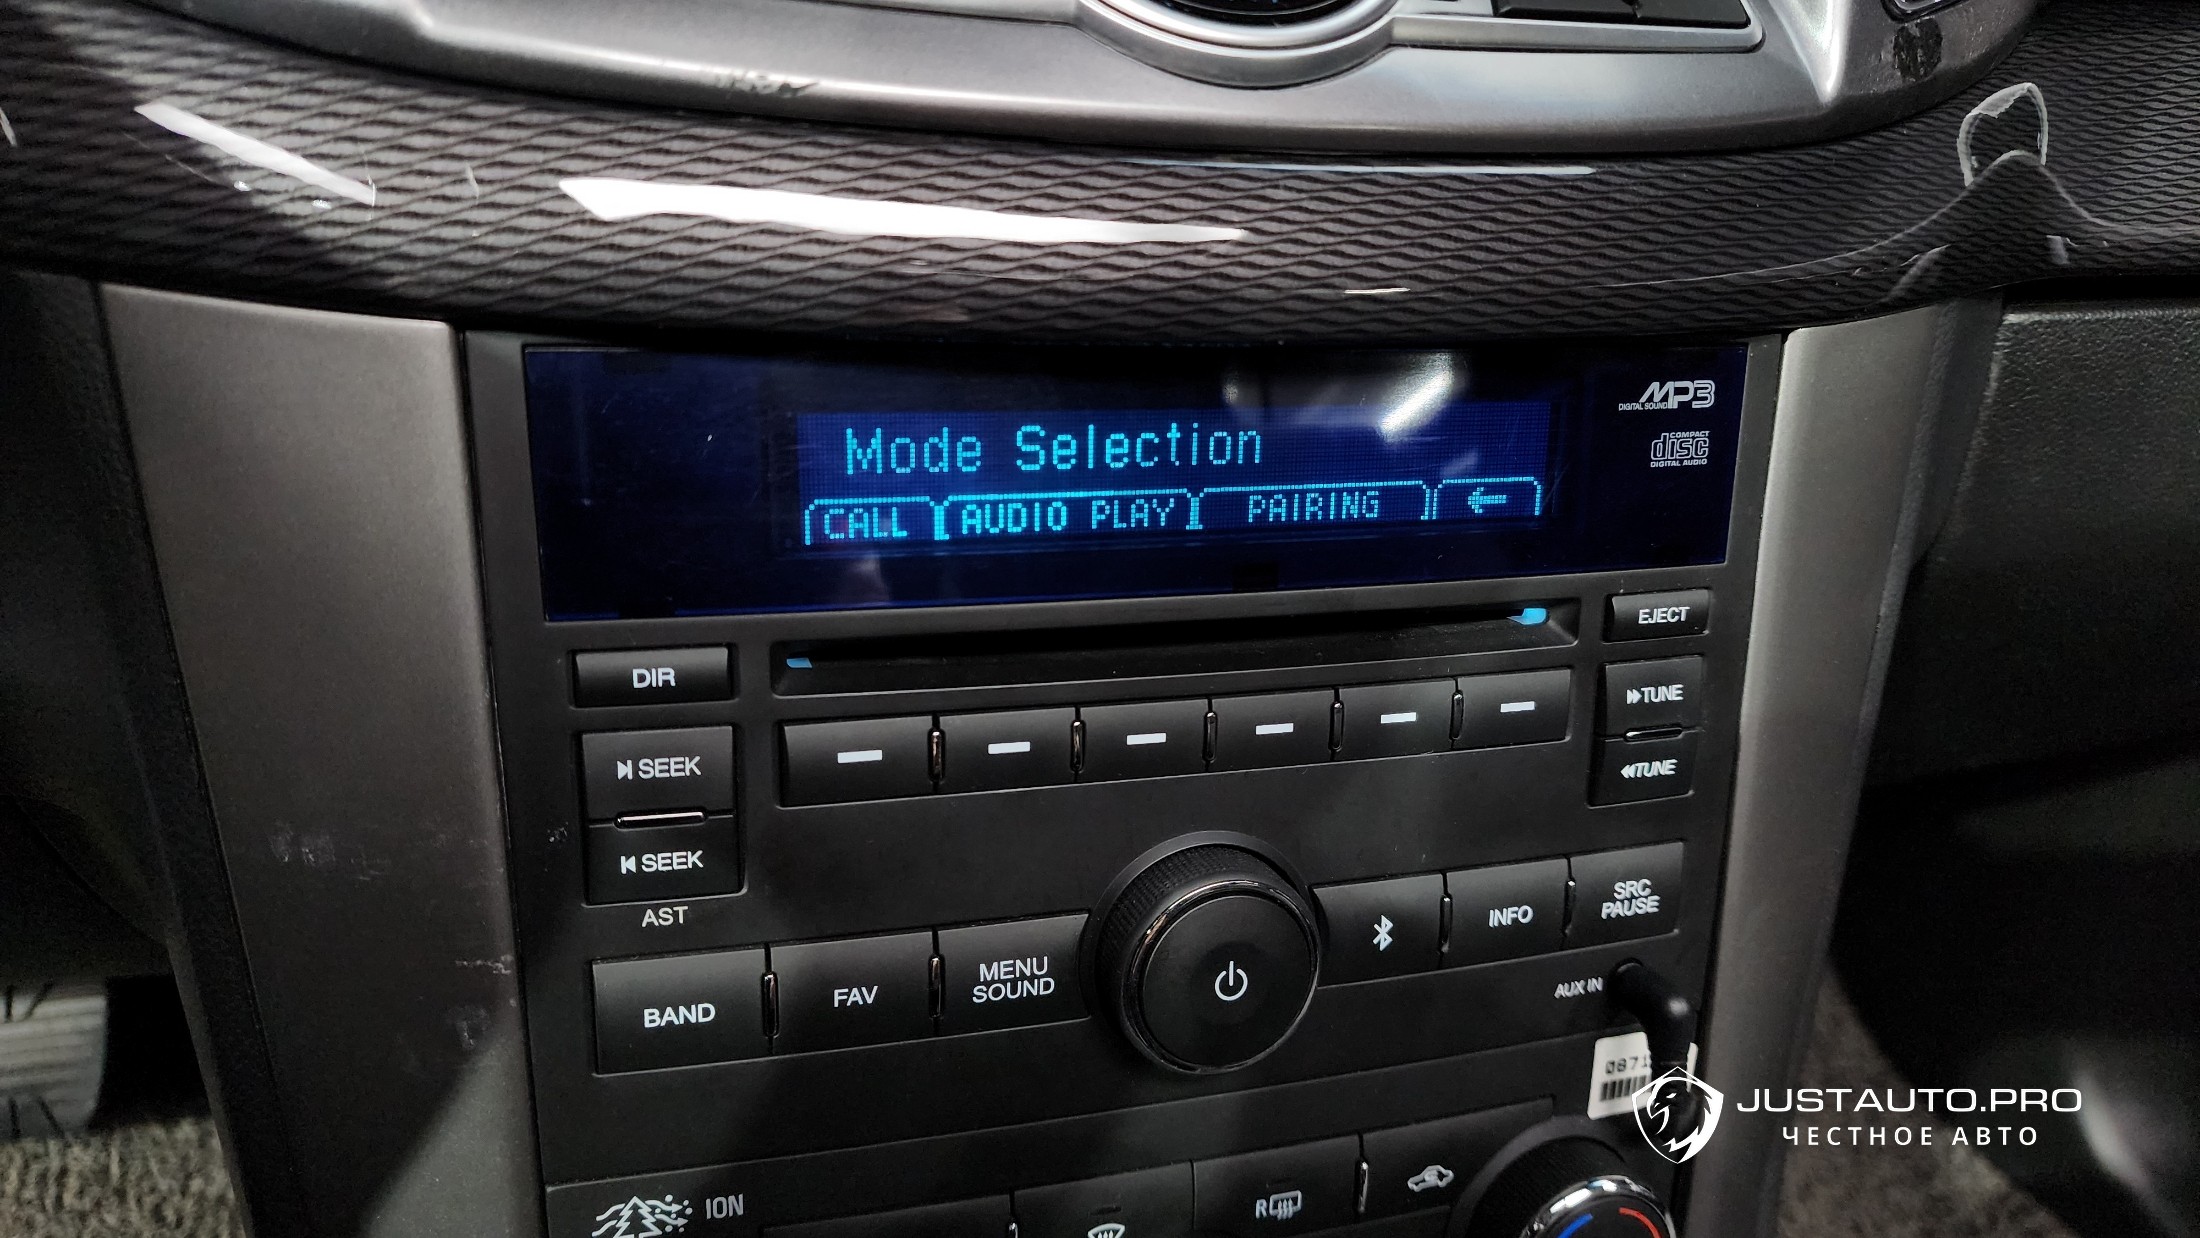 MP3
DIGITAL SOUND
COMPACT
disc
DIGITAL AUDIO
Mode Selection
CALL AUDIO PLAY PAIRING ←
EJECT
DIR
TUNE
SEEK
TUNE
SEEK
AST
BAND
FAV
MENU
SOUND
INFO
SRC
PAUSE
AUX IN
JUSTAUTO.PRO
ЧЕСТНОЕ АВТО
ION
R